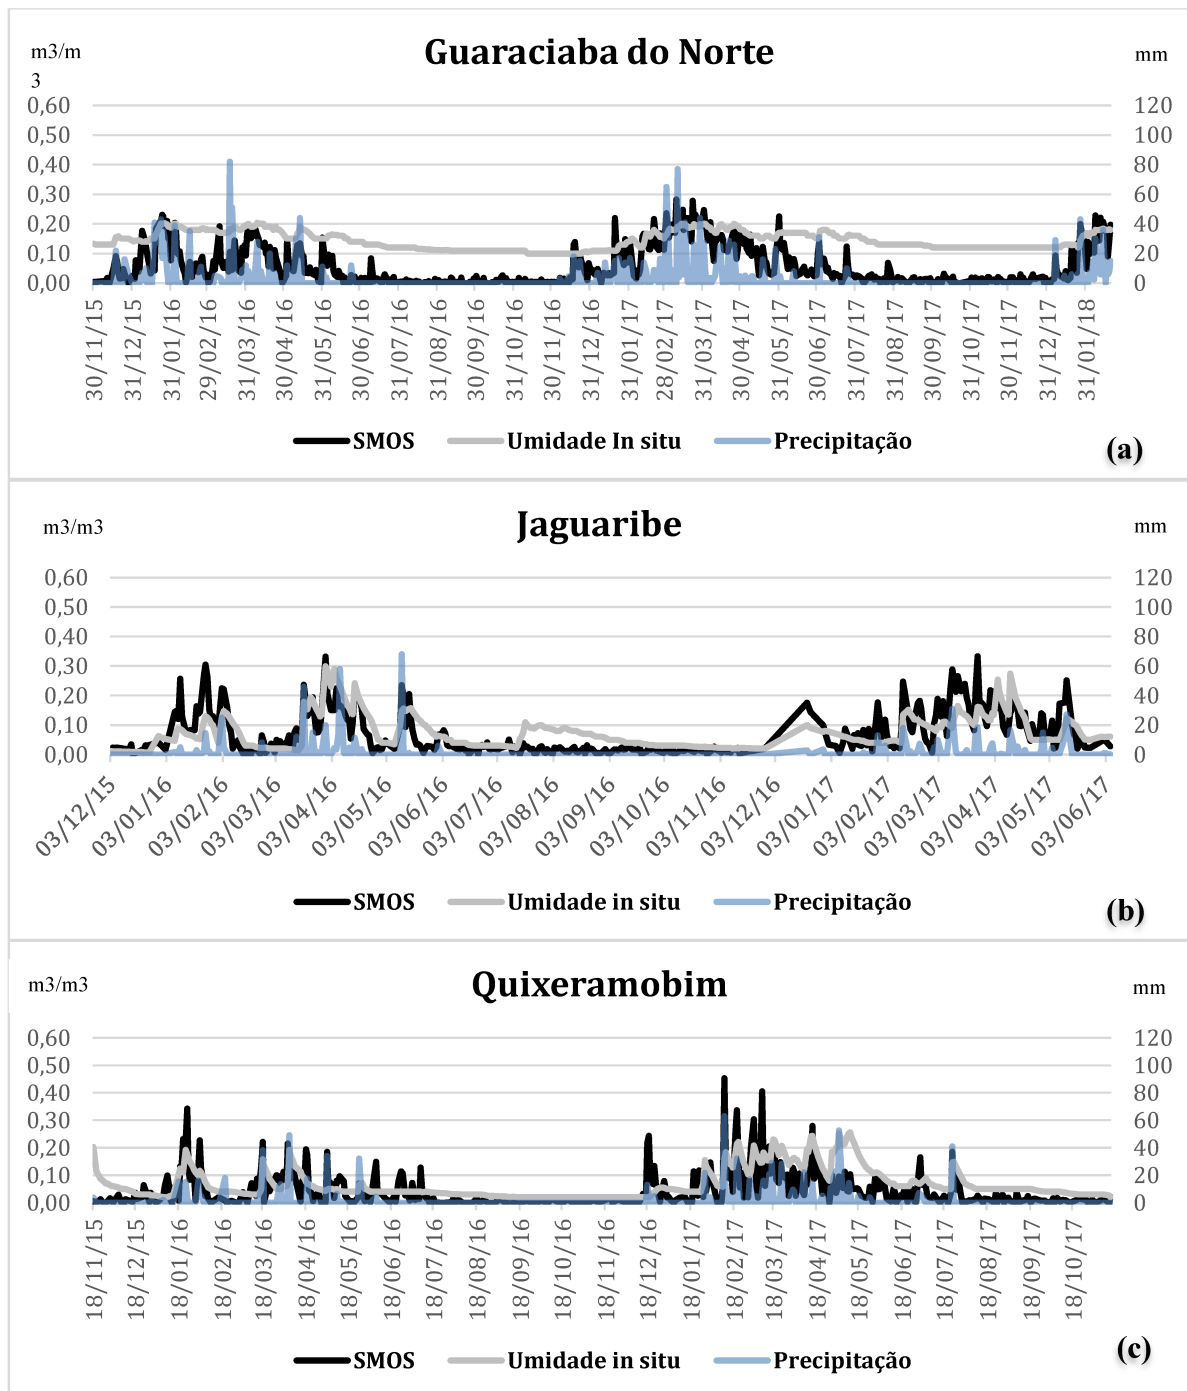 Guaraciaba do Norte
m3/m
3
mm
0,60 120
0,50 100
0,40 80
0,30 60
0,20 40
0,10 20
0,00 0
30/11/15 31/12/15 31/01/16 29/02/16 31/03/16 30/04/16 31/05/16 30/06/16 31/07/16 31/08/16 30/09/16 31/10/16 30/11/16 31/12/16 31/01/17 28/02/17 31/03/17 30/04/17 31/05/17 30/06/17 31/07/17 31/08/17 30/09/17 31/10/17 30/11/17 31/12/17 31/01/18
SMOS Umidade In situ Precipitação
(a)
Jaguaribe
m3/m3 mm
0,60 120
0,50 100
0,40 80
0,30 60
0,20 40
0,10 20
0,00 0
03/12/15 03/01/16 03/02/16 03/03/16 03/04/16 03/05/16 03/06/16 03/07/16 03/08/16 03/09/16 03/10/16 03/11/16 03/12/16 03/01/17 03/02/17 03/03/17 03/04/17 03/05/17 03/06/17
SMOS Umidade in situ Precipitação
(b)
Quixeramobim
m3/m3 mm
0,60 120
0,50 100
0,40 80
0,30 60
0,20 40
0,10 20
0,00 0
18/11/15 18/12/15 18/01/16 18/02/16 18/03/16 18/04/16 18/05/16 18/06/16 18/07/16 18/08/16 18/09/16 18/10/16 18/11/16 18/12/16 18/01/17 18/02/17 18/03/17 18/04/17 18/05/17 18/06/17 18/07/17 18/08/17 18/09/17 18/10/17
SMOS Umidade in situ Precipitação
(c)